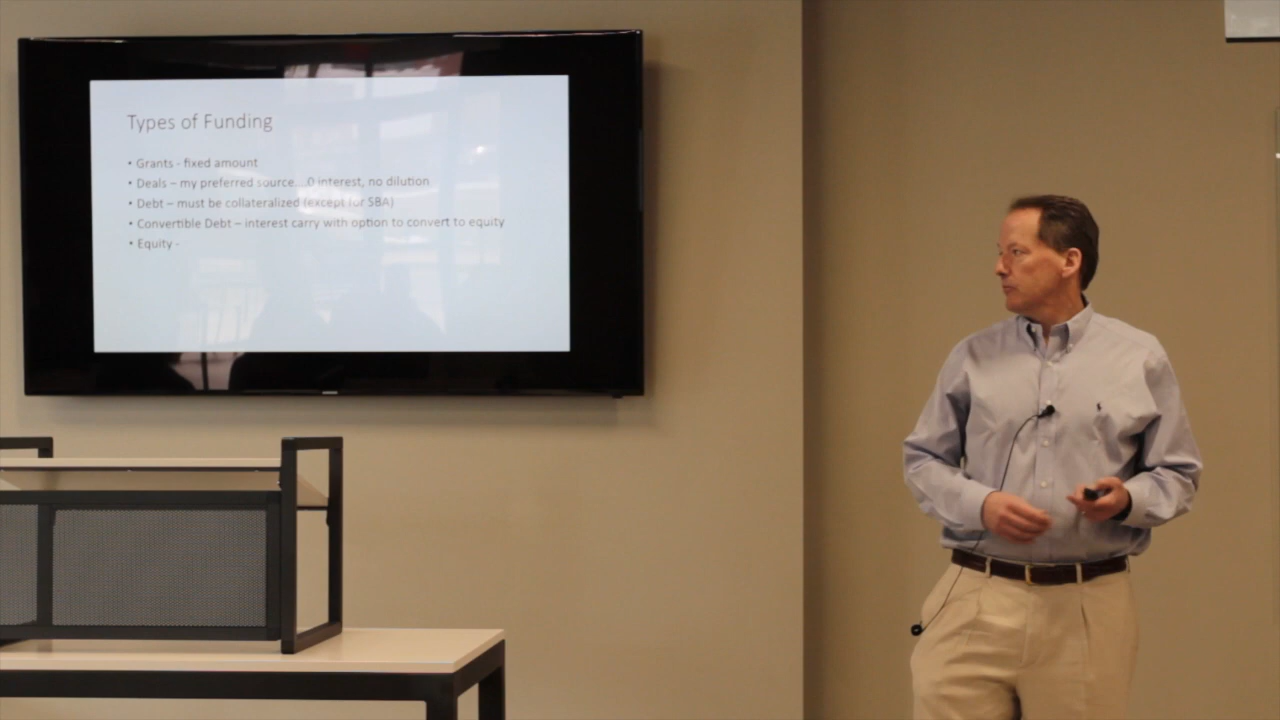 Types of Funding
• Grants - fixed amount
• Deals – my preferred source....0 interest, no dilution
• Debt – must be collateralized (except for SBA)
• Convertible Debt – interest carry with option to convert to equity
• Equity -